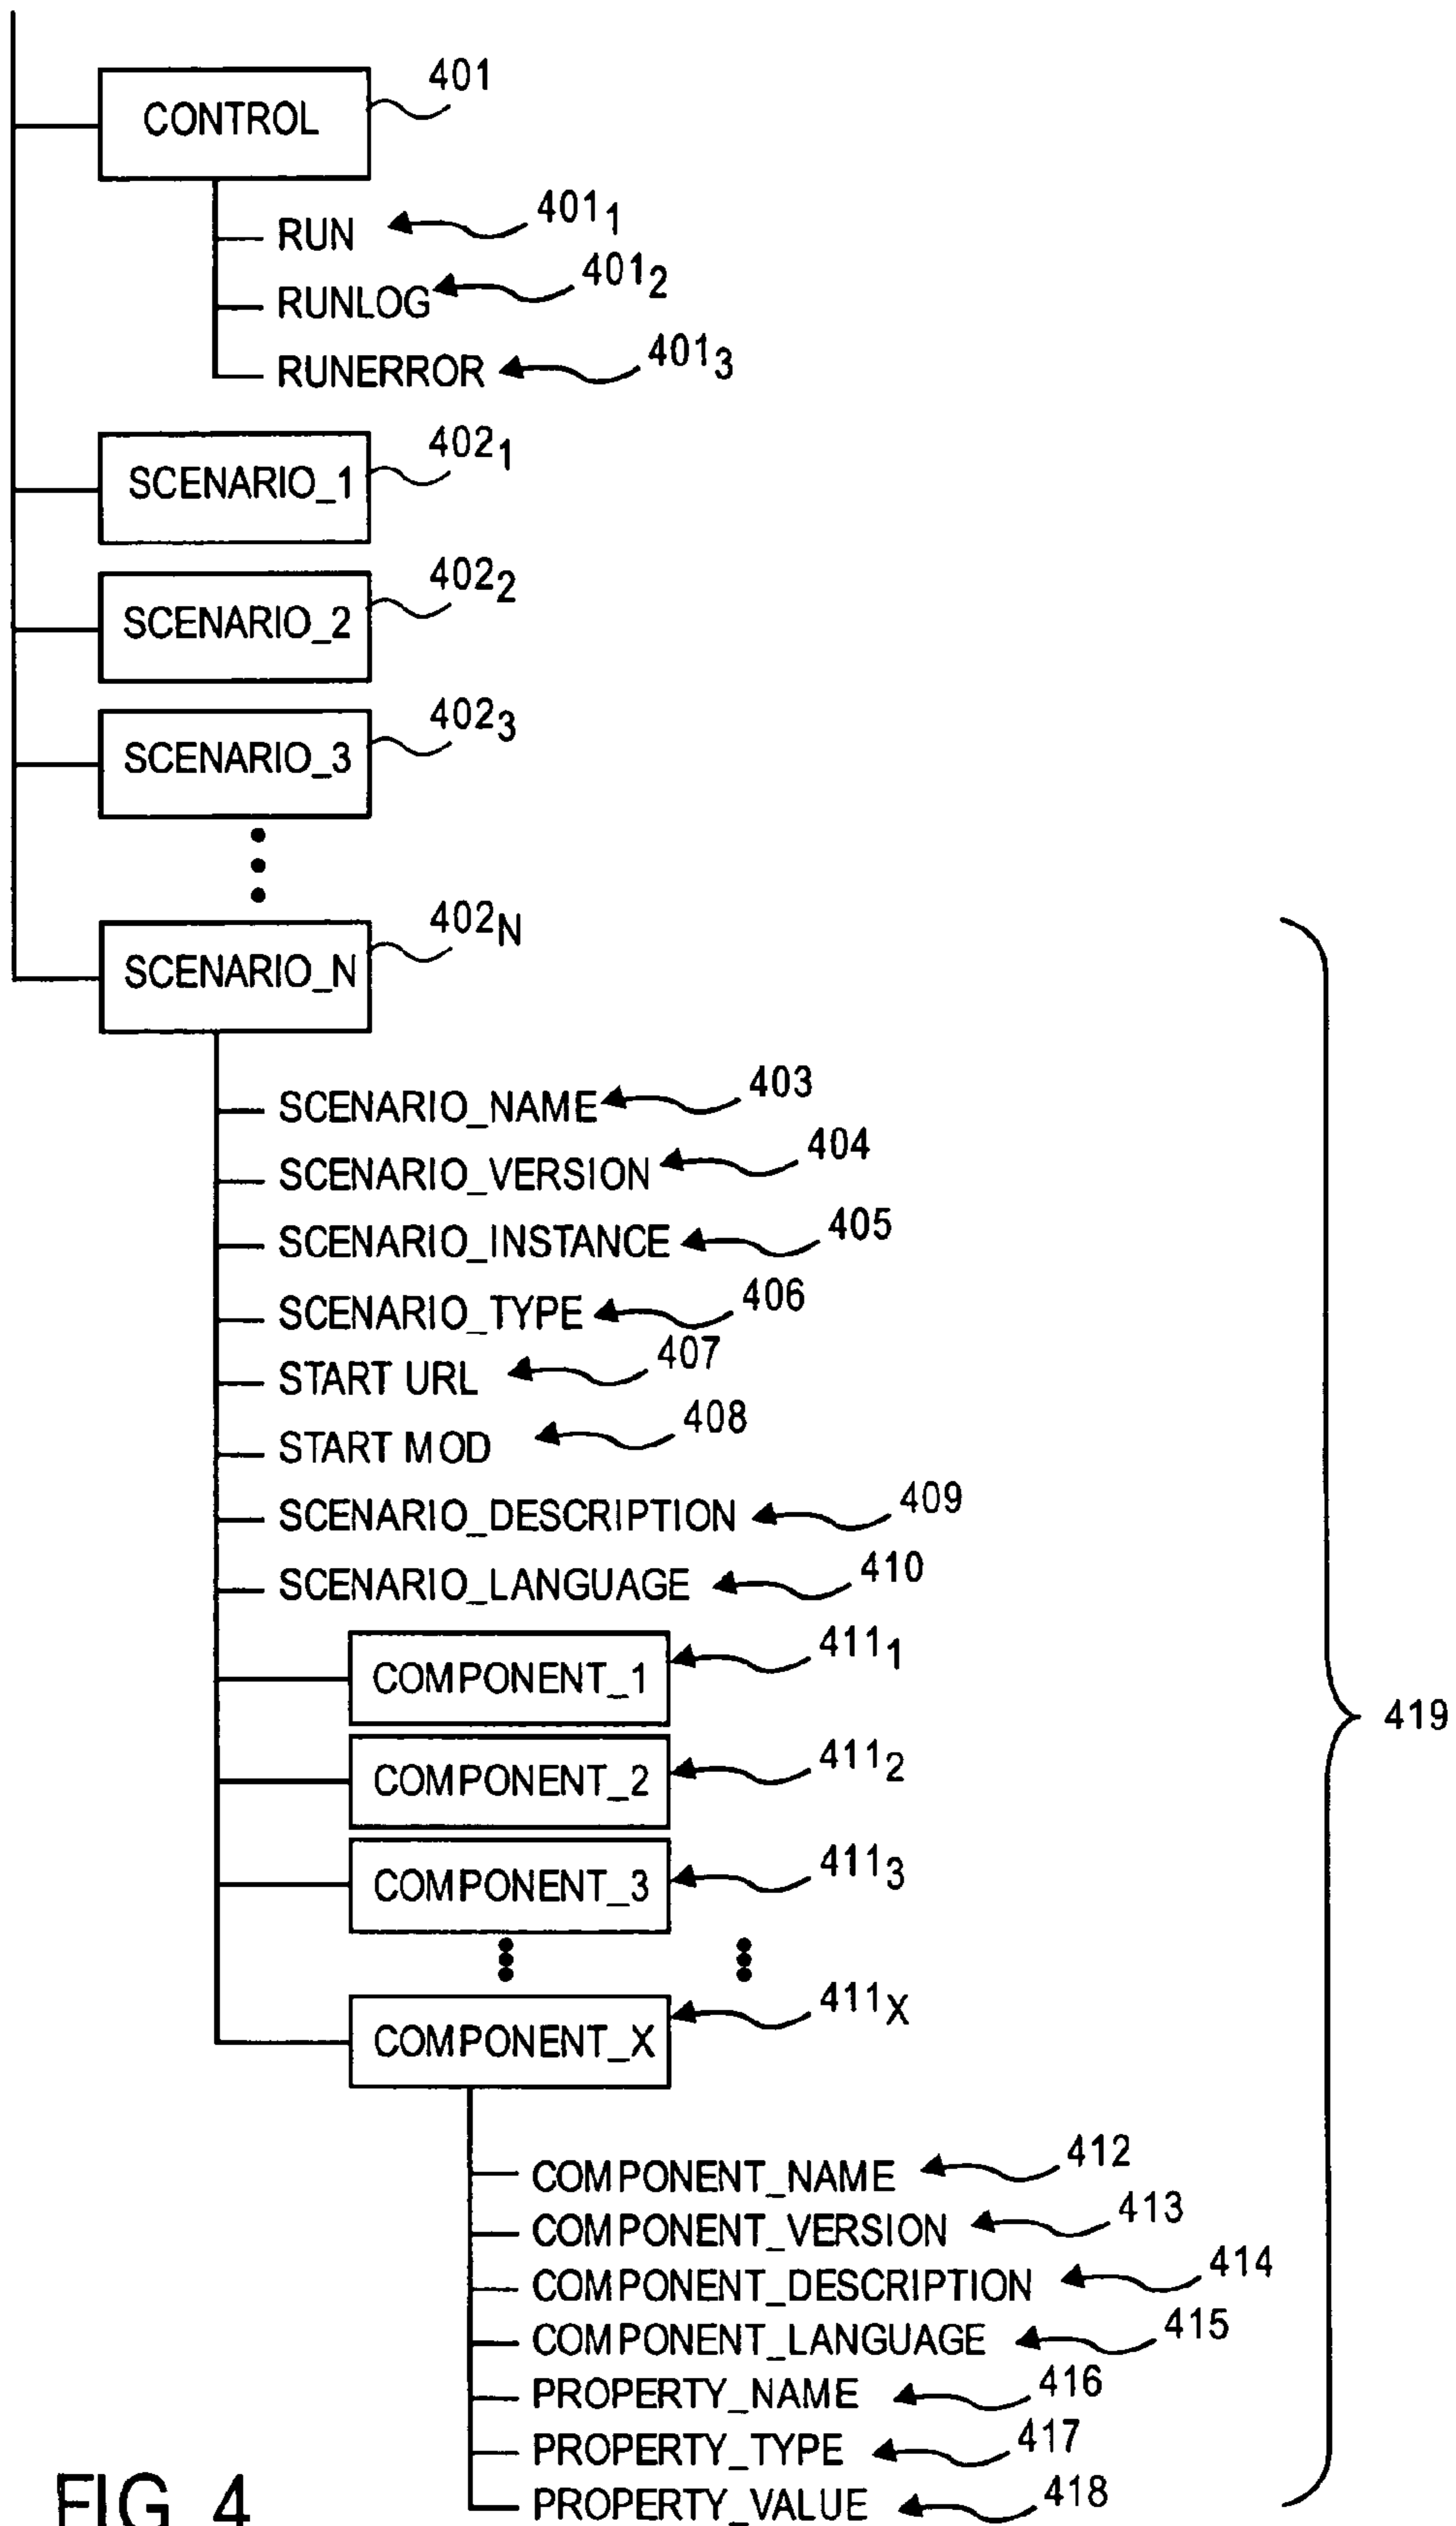 401
CONTROL
RUN 401₁
RUNLOG 401₂
RUNERROR 401₃
SCENARIO_1 402₁
SCENARIO_2 402₂
SCENARIO_3 402₃
SCENARIO_N 402N
SCENARIO_NAME 403
SCENARIO_VERSION 404
SCENARIO_INSTANCE 405
SCENARIO_TYPE 406
START URL 407
START MOD 408
SCENARIO_DESCRIPTION 409
SCENARIO_LANGUAGE 410
COMPONENT_1 411₁
419
COMPONENT_2 411₂
COMPONENT_3 411₃
COMPONENT_X 411X
COMPONENT_NAME 412
COMPONENT_VERSION 413
COMPONENT_DESCRIPTION 414
COMPONENT_LANGUAGE 415
PROPERTY_NAME 416
PROPERTY_TYPE 417
PROPERTY_VALUE 418
FIG. 4